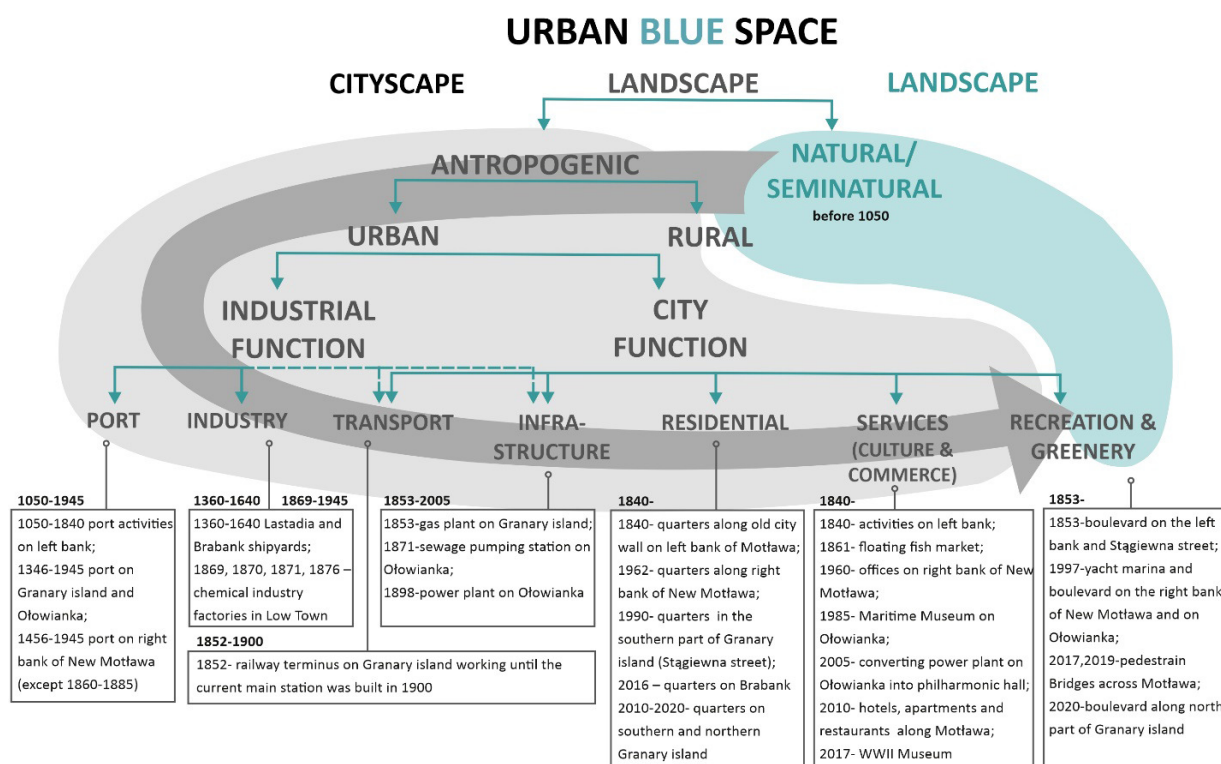 URBAN BLUE SPACE
CITYSCAPE
LANDSCAPE
LANDSCAPE
ANTROPOGENIC
NATURAL/
SEMINATURAL
before 1050
URBAN
RURAL
INDUSTRIAL
FUNCTION
CITY
FUNCTION
PORT
INDUSTRY
TRANSPORT
INFRA-
STRUCTURE
RESIDENTIAL
SERVICES
(CULTURE &
COMMERCE)
RECREATION &
GREENERY
1050-1945
1050-1840 port activities
on left bank;
1346-1945 port on
Granary island and
Ołowianka;
1456-1945 port on right
bank of New Motława
(except 1860-1885)
1360-1640 1869-1945
1360-1640 Lastadia and
Brabank shipyards;
1869, 1870, 1871, 1876 –
chemical industry
factories in Low Town
1852-1900
1852- railway terminus on Granary island working until the
current main station was built in 1900
1853-2005
1853-gas plant on Granary island;
1871-sewage pumping station on
Ołowianka;
1898-power plant on Ołowianka
1840-
1840- quarters along old city
wall on left bank of Motława;
1962- quarters along right
bank of New Motława;
1990- quarters in the
southern part of Granary
island (Stągiewna street);
2016 – quarters on Brabank
2010-2020- quarters on
southern and northern
Granary island
1840-
1840- activities on left bank;
1861- floating fish market;
1960- offices on right bank of New
Motława;
1985- Maritime Museum on
Ołowianka;
2005- converting power plant on
Ołowianka into philharmonic hall;
2010- hotels, apartments and
restaurants along Motława;
2017- WWII Museum
1853-
1853-boulevard on the left
bank and Stągiewna street;
1997-yacht marina and
boulevard on the right bank
of New Motława and on
Ołowianka;
2017,2019-pedestrain
Bridges across Motława;
2020-boulevard along north
part of Granary island